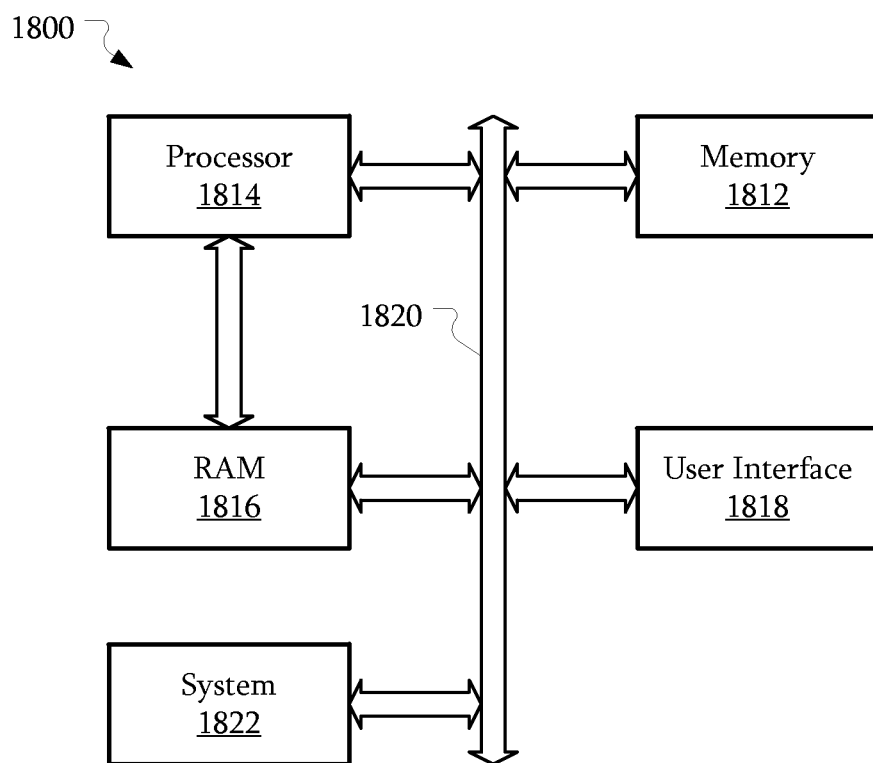 1800
Processor
1814
Memory
1812
1820
RAM
1816
User Interface
1818
System
1822